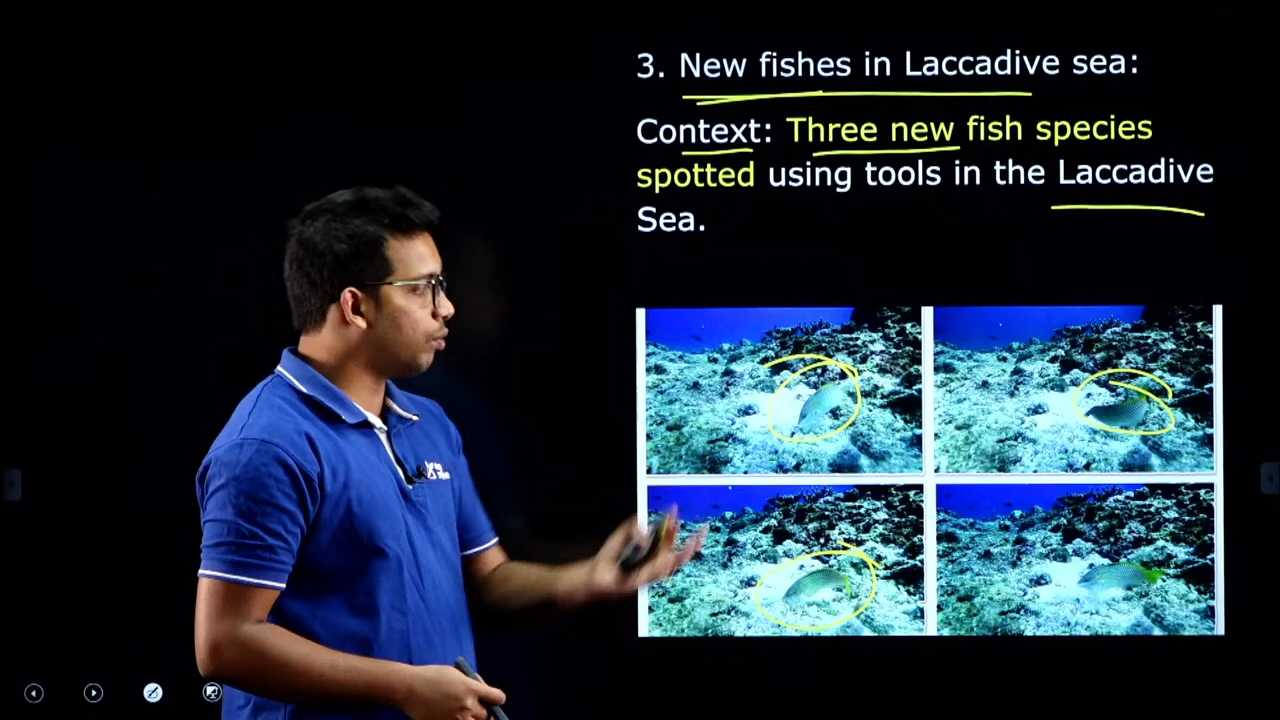 3. New fishes in Laccadive sea:
Context: Three new fish species
spotted using tools in the Laccadive
Sea.